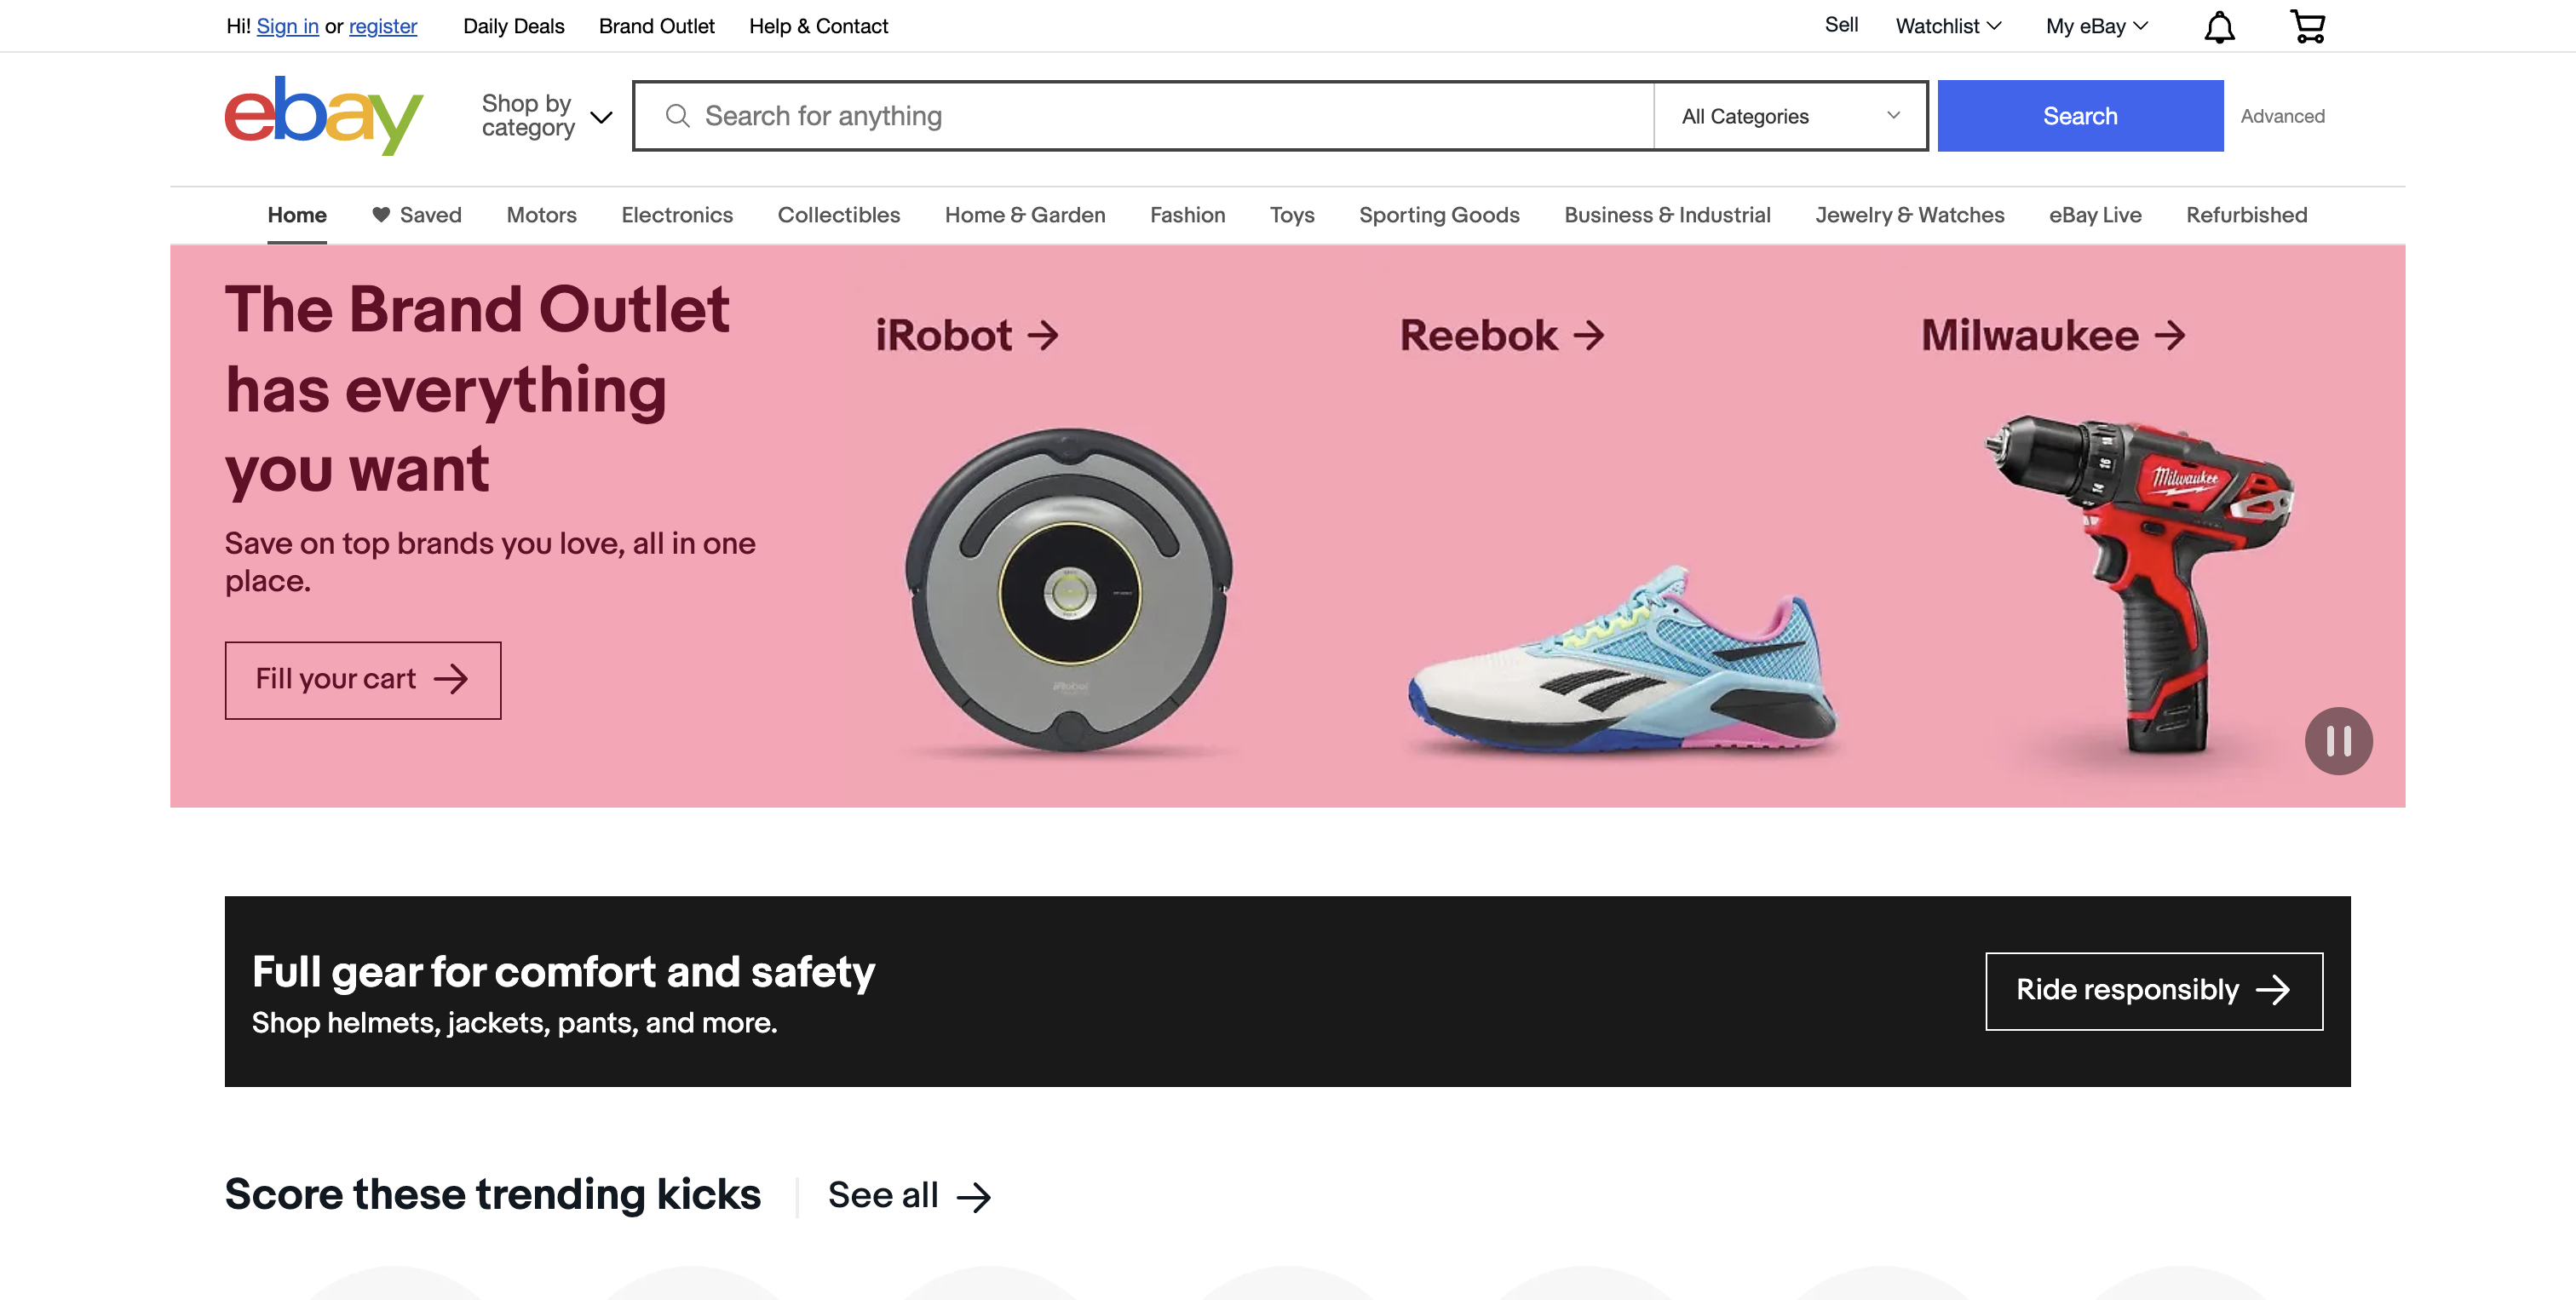 Hi! Sign in or register Daily Deals Brand Outlet Help & Contact Sell Watchlist My eBay
ebay Shop by category Search for anything All Categories Search Advanced
Home Saved Motors Electronics Collectibles Home & Garden Fashion Toys Sporting Goods Business & Industrial Jewelry & Watches eBay Live Refurbished
The Brand Outlet
has everything
you want
Save on top brands you love, all in one
place.
Fill your cart
iRobot
Reebok
Milwaukee
iRobot
Milwaukee
Full gear for comfort and safety
Shop helmets, jackets, pants, and more.
Ride responsibly
Score these trending kicks See all